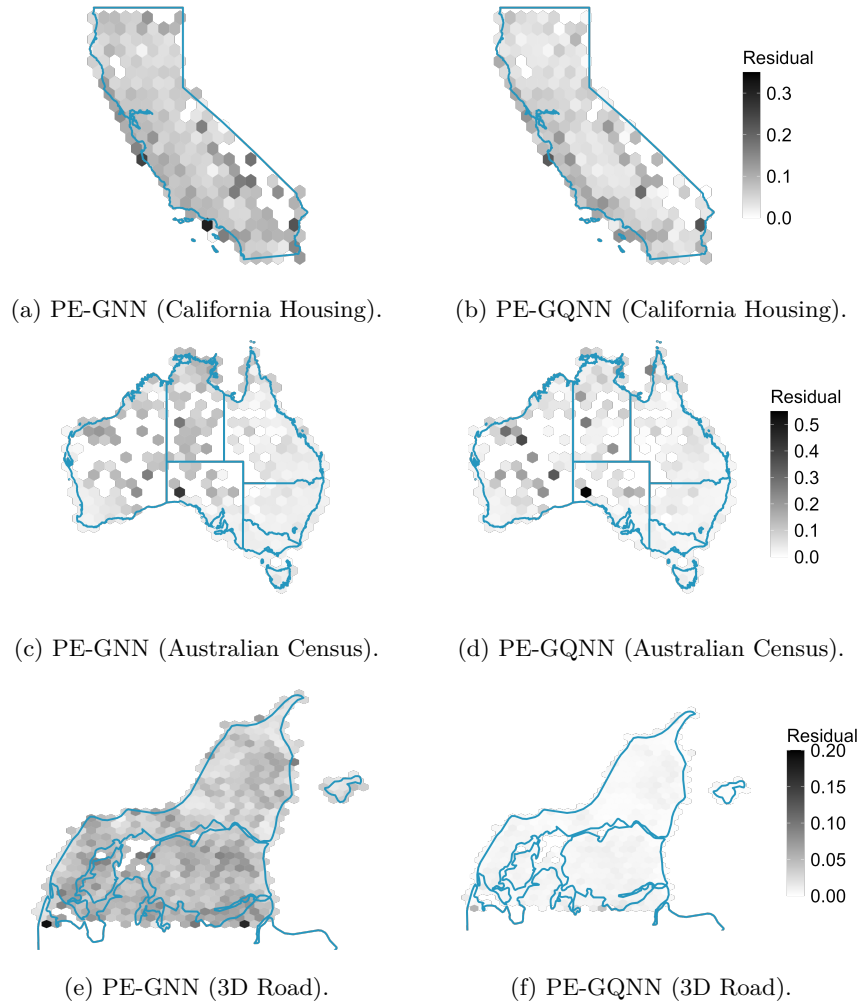 Residual
0.3
0.2
0.1
0.0
(a) PE-GNN (California Housing).
(b) PE-GQNN (California Housing).
Residual
0.5
0.4
0.3
0.2
0.1
0.0
(c) PE-GNN (Australian Census).
(d) PE-GQNN (Australian Census).
Residual
0.20
0.15
0.10
0.05
0.00
(e) PE-GNN (3D Road).
(f) PE-GQNN (3D Road).